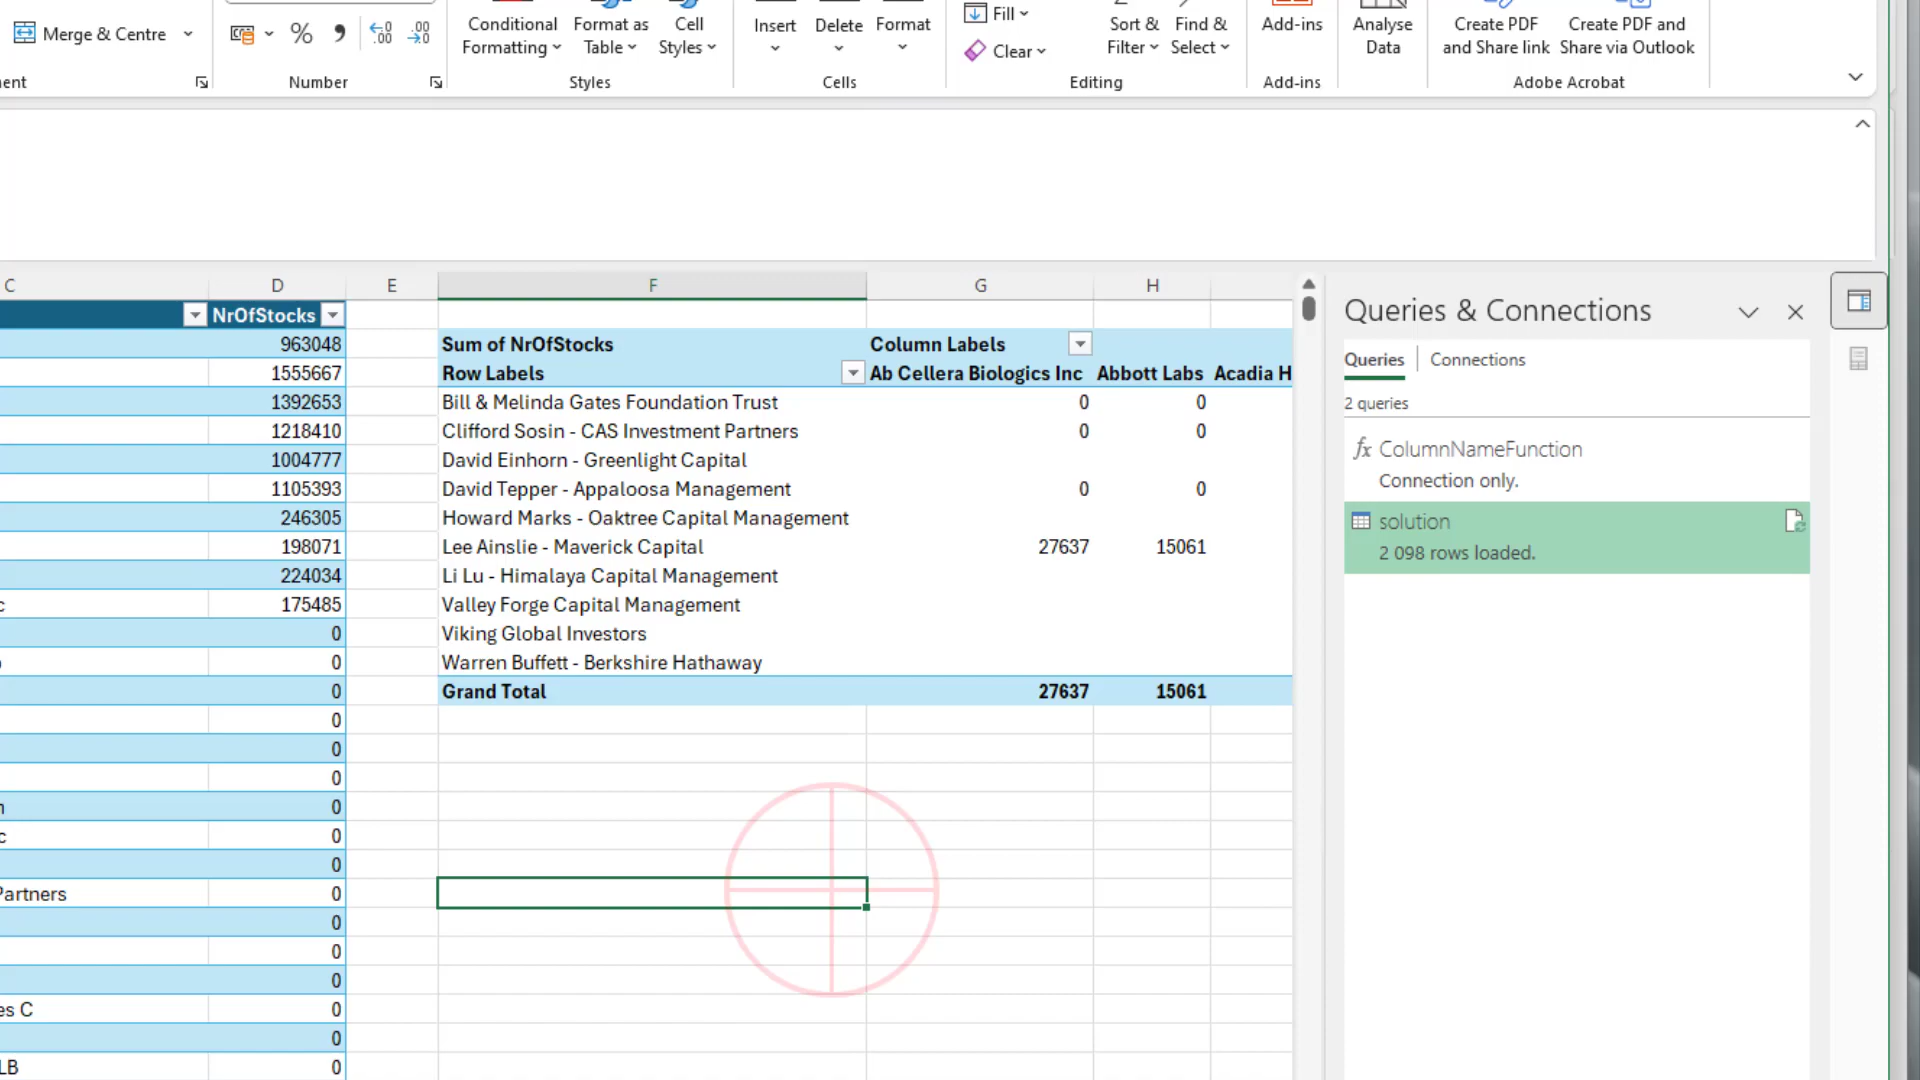 Merge & Centre
Conditional Formatting
Format as Table
Cell Styles
Insert
Delete
Format
Fill
Clear
Sort & Filter
Find & Select
Add-ins
Analyse Data
Create PDF and Share link
Create PDF and Share via Outlook
ent
Number
Styles
Cells
Editing
Add-ins
Adobe Acrobat
C D E F G H
NrOfStocks
963048
1555667
1392653
1218410
1004777
1105393
246305
198071
224034
c 175485
0
0
0
0
0
0
0
0
0
Partners 0
0
0
0
es C 0
0
LB 0
Sum of NrOfStocks Column Labels
Row Labels Ab Cellera Biologics Inc Abbott Labs Acadia H
Bill & Melinda Gates Foundation Trust 0 0
Clifford Sosin - CAS Investment Partners 0 0
David Einhorn - Greenlight Capital
David Tepper - Appaloosa Management 0 0
Howard Marks - Oaktree Capital Management
Lee Ainslie - Maverick Capital 27637 15061
Li Lu - Himalaya Capital Management
Valley Forge Capital Management
Viking Global Investors
Warren Buffett - Berkshire Hathaway
Grand Total 27637 15061
Queries & Connections
Queries Connections
2 queries
fx ColumnNameFunction
Connection only.
solution
2 098 rows loaded.